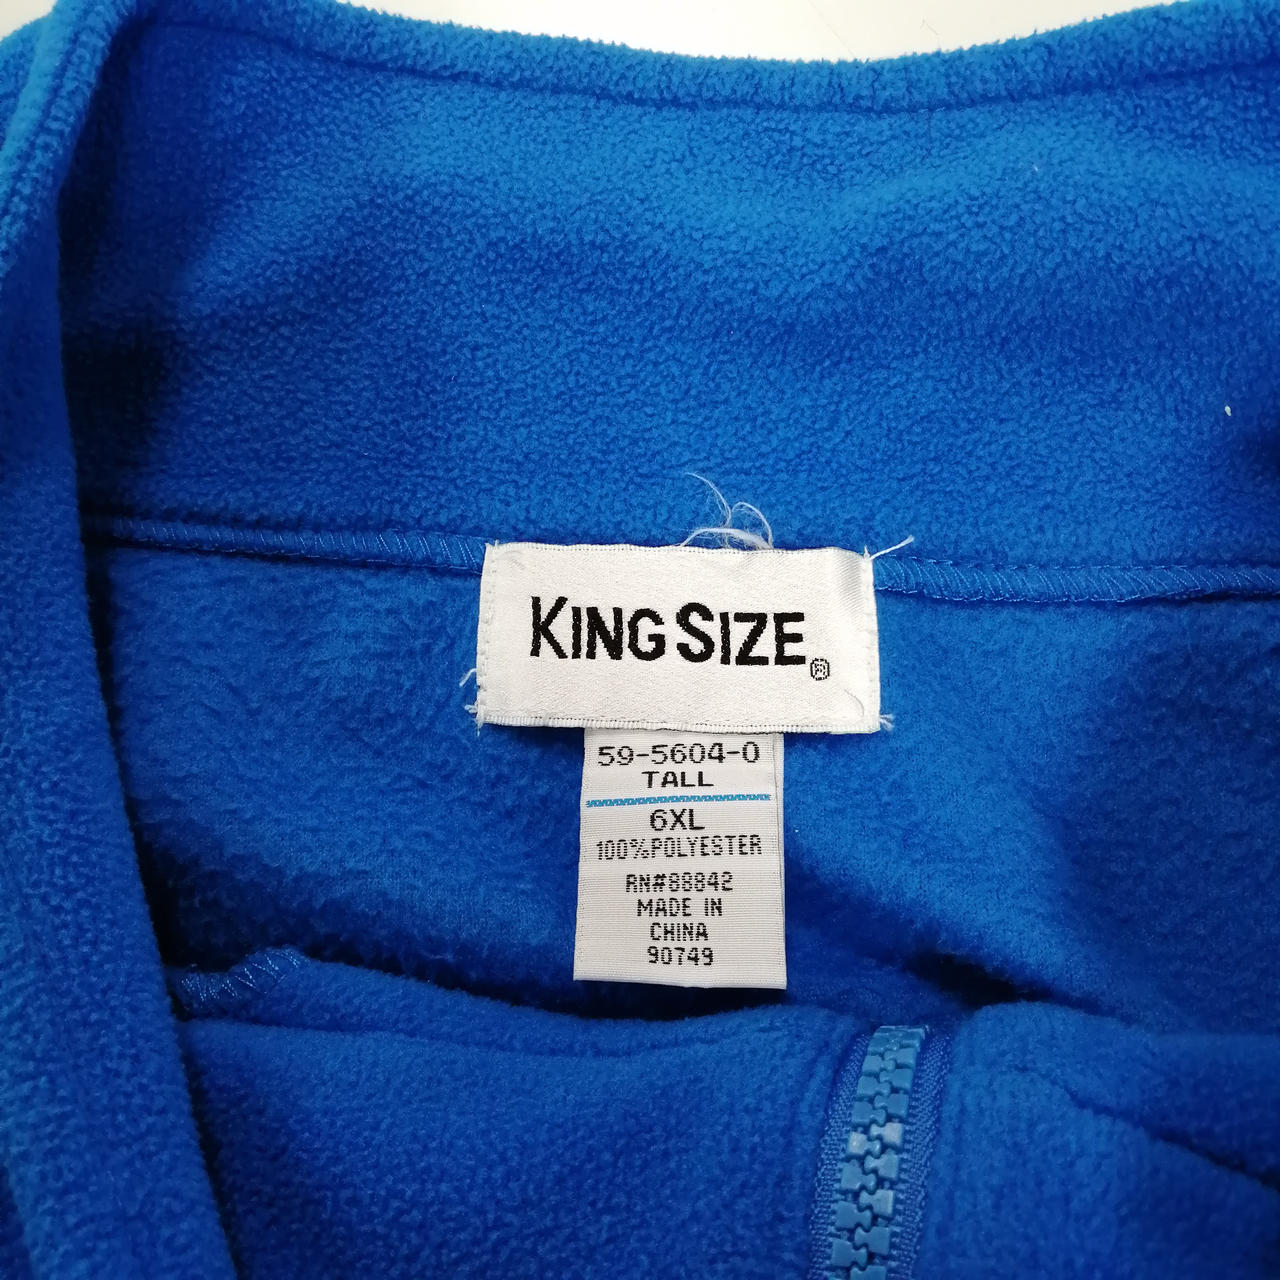 KING SIZE®
59-5604-0
TALL
6XL
100%POLYESTER
RN#88842
MADE IN
CHINA
90749